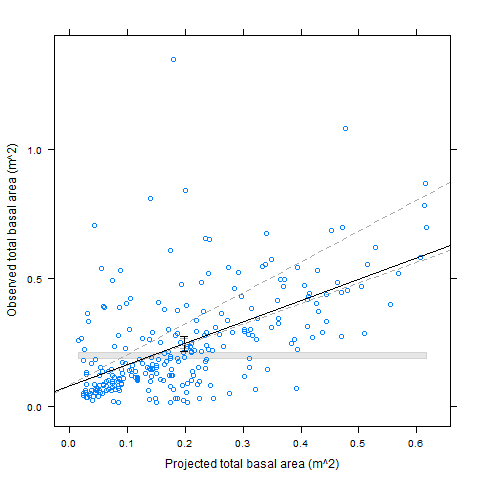 Observed total basal area (m^2)
1.0
0.5
0.0
0.0 0.1 0.2 0.3 0.4 0.5 0.6
Projected total basal area (m^2)